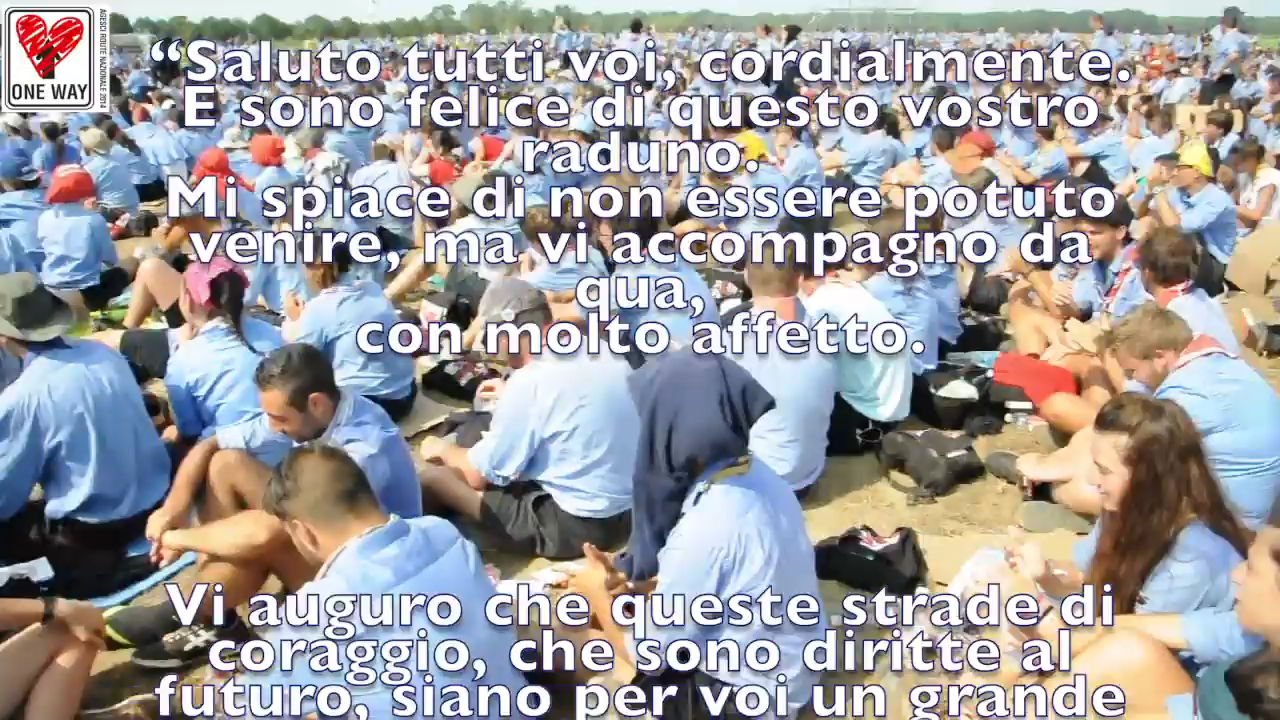 ONE WAY
AGESCI ROUTE NAZIONALE 2014
“Saluto tutti voi, cordialmente.
E sono felice di questo vostro
raduno.
Mi spiace di non essere potuto
venire, ma vi accompagno da
qua,
con molto affetto.
Vi auguro che queste strade di
coraggio, che sono diritte al
futuro, siano per voi un grande